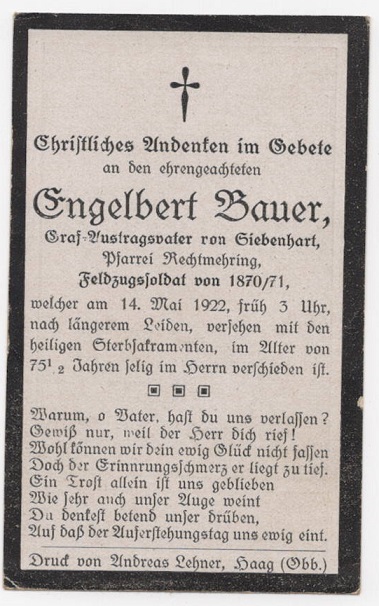 Christliches Andenken im Gebete
an den ehrengeachteten
Engelbert Bauer,
Graf-Austragsvater von Siebenhart,
Pfarrei Rechtmehring,
Feldzugssoldat von 1870/71,
welcher am 14. Mai 1922, früh 3 Uhr,
nach längerem Leiden, versehen mit den
heiligen Sterbsakramenten, im Alter von
75 1/2 Jahren selig im Herrn verschieden ist.
Warum, o Vater, hast du uns verlassen?
Gewiß nur, weil der Herr dich rief!
Wohl können wir dein ewig Glück nicht fassen
Doch der Erinnrungsschmerz er liegt zu tief.
Ein Trost allein ist uns geblieben
Wie sehr auch unser Auge weint
Du denkest betend unser drüben,
Auf daß der Auferstehungstag uns ewig eint.
Druck von Andreas Lehner, Haag (Obb.)